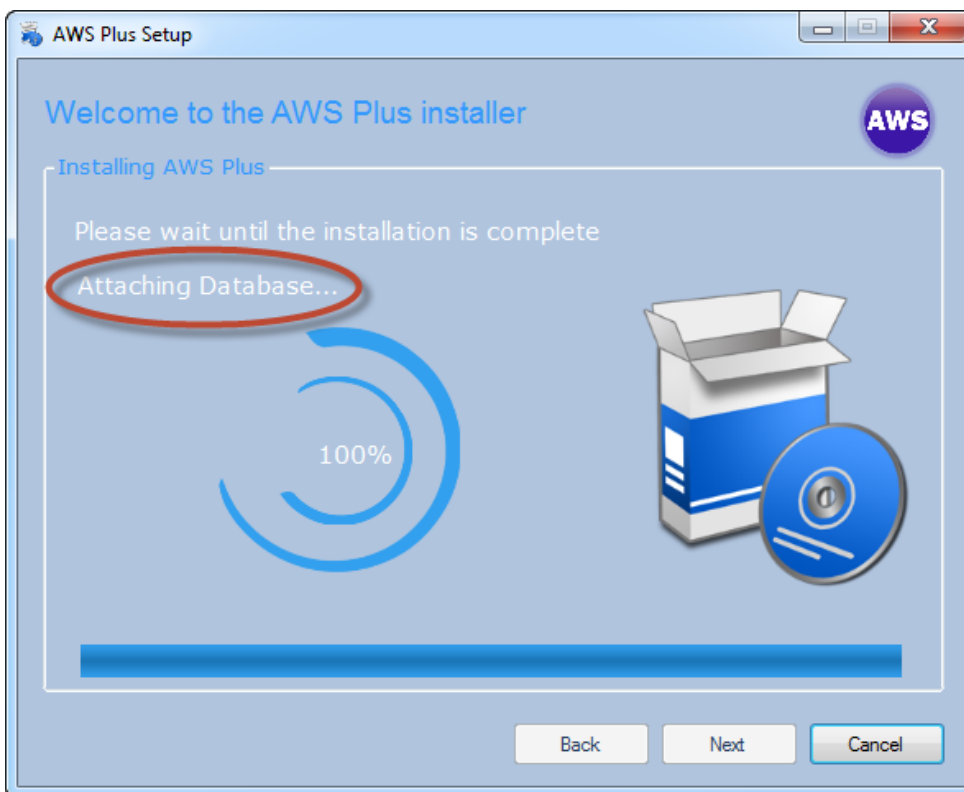 AWS Plus Setup
Welcome to the AWS Plus installer
AWS
Installing AWS Plus
Please wait until the installation is complete
Attaching Database...
100%
Back
Next
Cancel